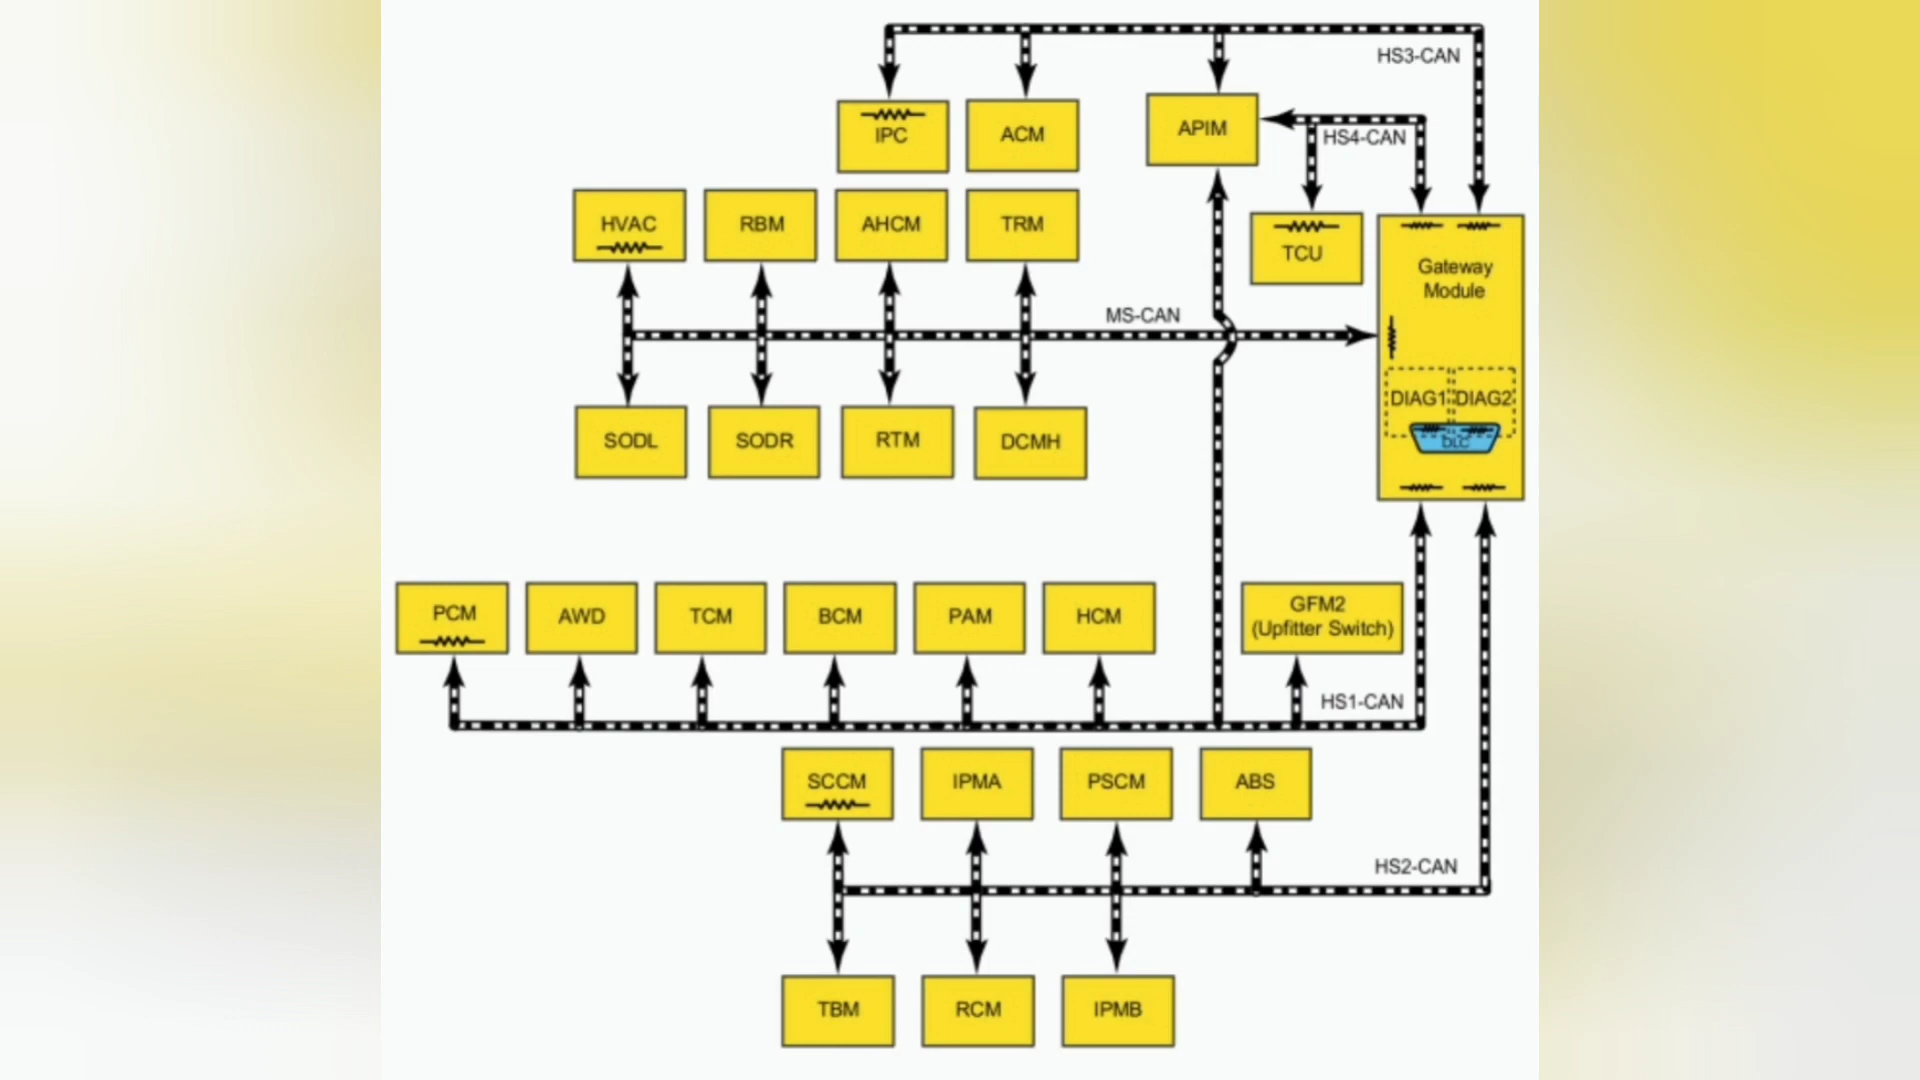 HS3-CAN
IPC
ACM
APIM
HS4-CAN
HVAC
RBM
AHCM
TRM
TCU
Gateway
Module
MS-CAN
DIAG1
DIAG2
DLC
SODL
SODR
RTM
DCMH
PCM
AWD
TCM
BCM
PAM
HCM
GFM2
(Upfitter Switch)
HS1-CAN
SCCM
IPMA
PSCM
ABS
HS2-CAN
TBM
RCM
IPMB